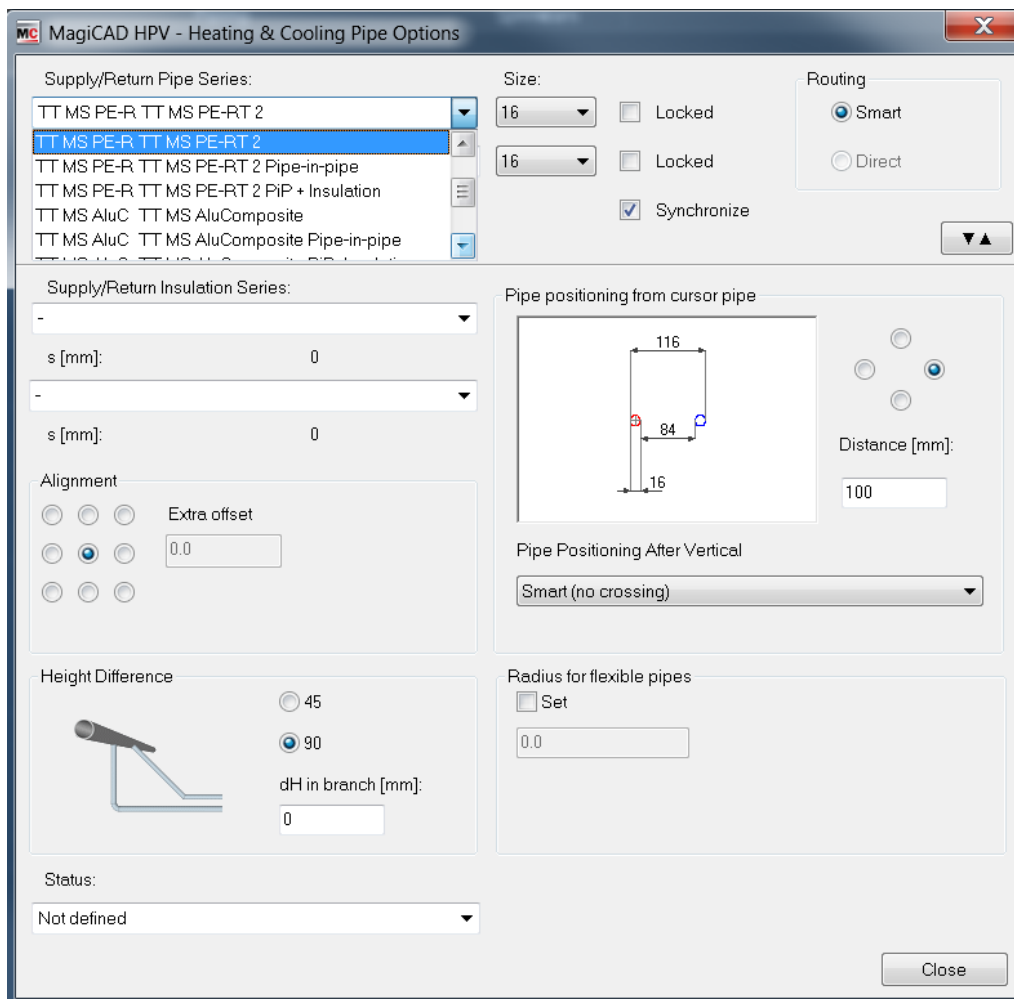 MC MagiCAD HPV - Heating & Cooling Pipe Options
X
Supply/Return Pipe Series:
Size:
Routing
TT MS PE-R TT MS PE-RT 2
16
Locked
Smart
TT MS PE-R TT MS PE-RT 2
TT MS PE-R TT MS PE-RT 2 Pipe-in-pipe
16
Locked
Direct
TT MS PE-R TT MS PE-RT 2 PiP + Insulation
TT MS AluC TT MS AluComposite
Synchronize
TT MS AluC TT MS AluComposite Pipe-in-pipe
Supply/Return Insulation Series:
-
s [mm]: 0
-
s [mm]: 0
Pipe positioning from cursor pipe
116
84
16
Distance [mm]:
100
Alignment
Extra offset
0.0
Pipe Positioning After Vertical
Smart (no crossing)
Height Difference
45
90
dH in branch [mm]:
0
Radius for flexible pipes
Set
0.0
Status:
Not defined
Close